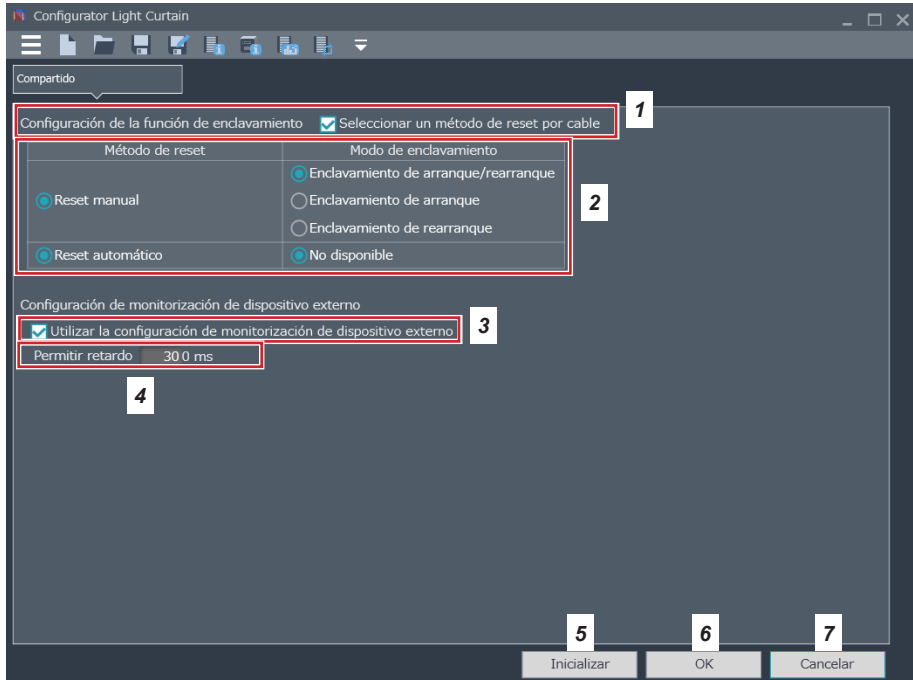 Configurator Light Curtain
Compartido
1
Configuración de la función de enclavamiento Seleccionar un método de reset por cable
Método de reset Modo de enclavamiento
Reset manual
Enclavamiento de arranque/rearranque
Enclavamiento de arranque
Enclavamiento de rearranque
2
Reset automático No disponible
Configuración de monitorización de dispositivo externo
Utilizar la configuración de monitorización de dispositivo externo
3
Permitir retardo 300 ms
4
5
6
7
Inicializar
OK
Cancelar